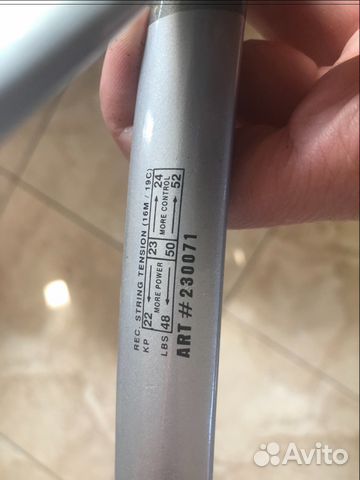 REC. STRING TENSION (16M / 19C)
KP 22 ← 23 → 24
MORE POWER MORE CONTROL
LBS 48 ← 50 → 52
ART # 230071
Avito